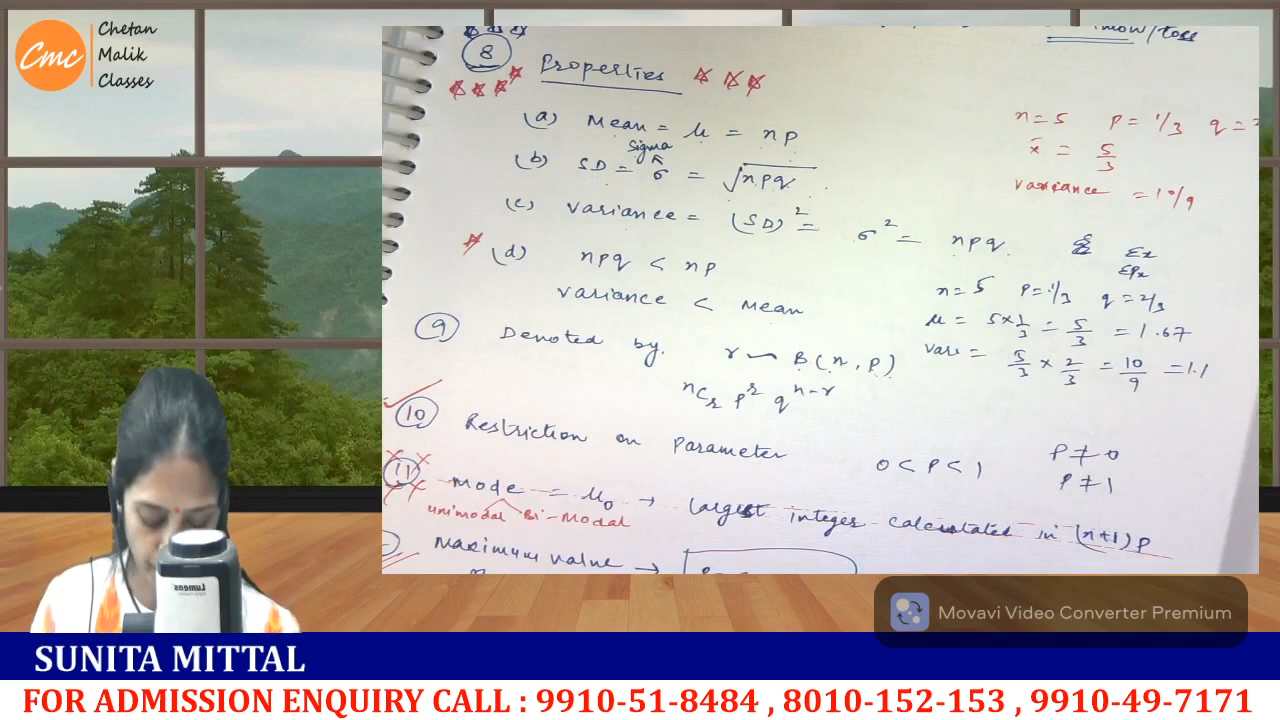 Cmc
Chetan
Malik
Classes
8 Properties
(a) Mean = μ = np
sigma
(b) SD = σ = √npq
(c) variance = (SD)² = σ² = npq
(d) npq < np
variance < Mean
n=5 P=1/3
x̄ = 5/3
variance = 10/9
Σx
ΣPx
n=5 P=1/3 q=2/3
μ = 5×1/3 = 5/3 = 1.67
vari = 5/3 × 2/3 = 10/9 = 1.1
9 Denoted by. r ~ B(n, p)
nCr p^r q^n-r
10 Restriction on Parameter 0 < P < 1
P ≠ 0
P ≠ 1
11 Mode = μ₀ → largest integer calculated in (n+1)P
unimodal Bi-Modal
Maximum value →
Lumens
Movavi Video Converter Premium
SUNITA MITTAL
FOR ADMISSION ENQUIRY CALL : 9910-51-8484 , 8010-152-153 , 9910-49-7171